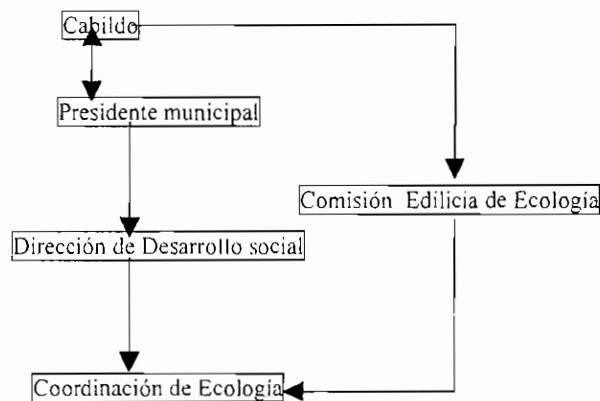 Cabildo
Presidente municipal
Comisión Edilicia de Ecología
Dirección de Desarrollo social
Coordinación de Ecología